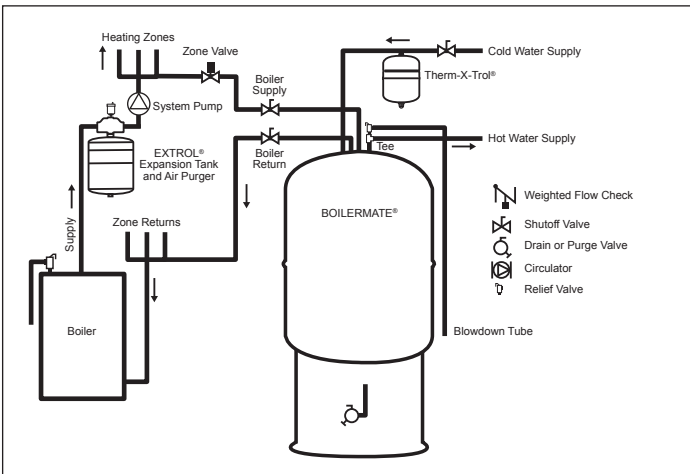 Heating Zones
Zone Valve
Cold Water Supply
Boiler
Supply
Therm-X-Trol®
System Pump
Hot Water Supply
Tee
EXTROL®
Expansion Tank
and Air Purger
Boiler
Return
BOILERMATE®
Weighted Flow Check
Supply
Zone Returns
Shutoff Valve
Drain or Purge Valve
Circulator
Relief Valve
Boiler
Blowdown Tube